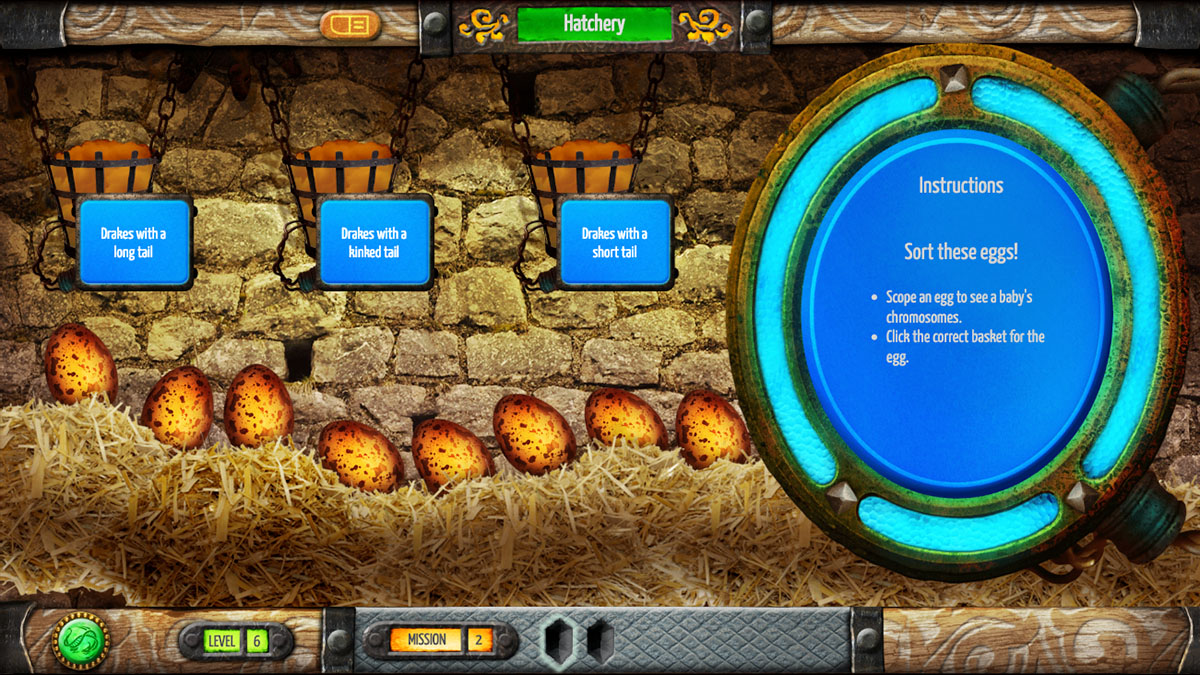 Hatchery
Drakes with a
long tail
Drakes with a
kinked tail
Drakes with a
short tail
Instructions
Sort these eggs!
• Scope an egg to see a baby's
chromosomes.
• Click the correct basket for the
egg.
LEVEL 6
MISSION 2